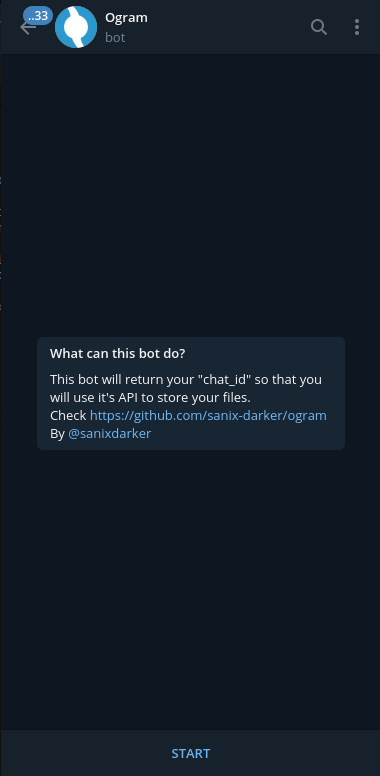 ..33
Ogram
bot
What can this bot do?
This bot will return your "chat_id" so that you
will use it's API to store your files.
Check https://github.com/sanix-darker/ogram
By @sanixdarker
START